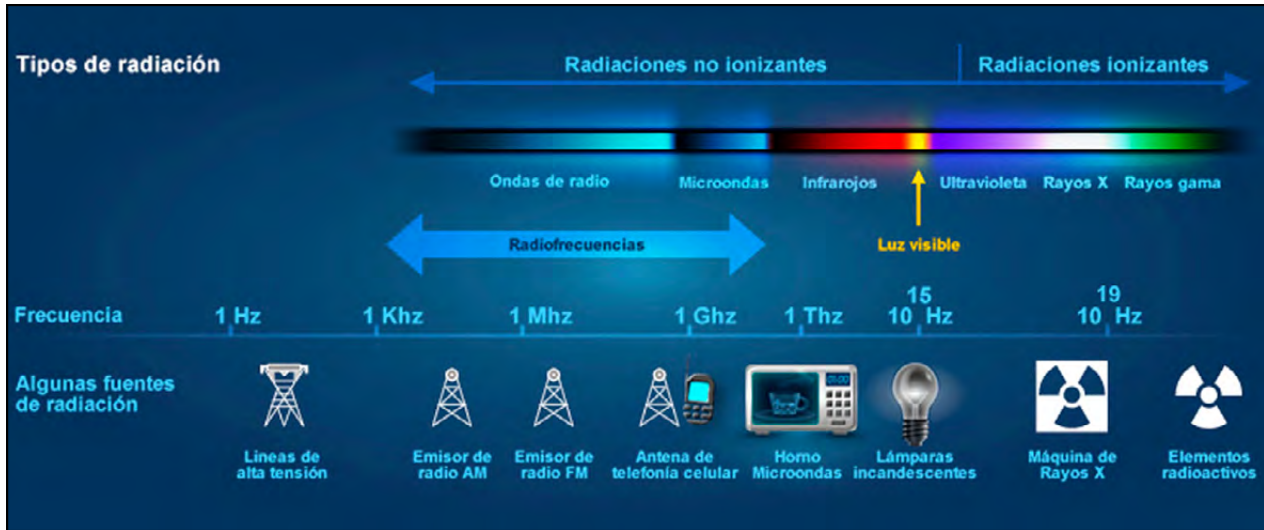 Tipos de radiación
Radiaciones no ionizantes
Radiaciones ionizantes
Ondas de radio
Microondas
Infrarojos
Ultravioleta
Rayos X
Rayos gama
Radiofrecuencias
Luz visible
Frecuencia
1 Hz
1 Khz
1 Mhz
1 Ghz
1 Thz
10 15 Hz
10 19 Hz
Algunas fuentes
de radiación
Lineas de
alta tensión
Emisor de
radio AM
Emisor de
radio FM
Antena de
telefonía celular
Horno
Microondas
Lámparas
incandescentes
Máquina de
Rayos X
Elementos
radioactivos